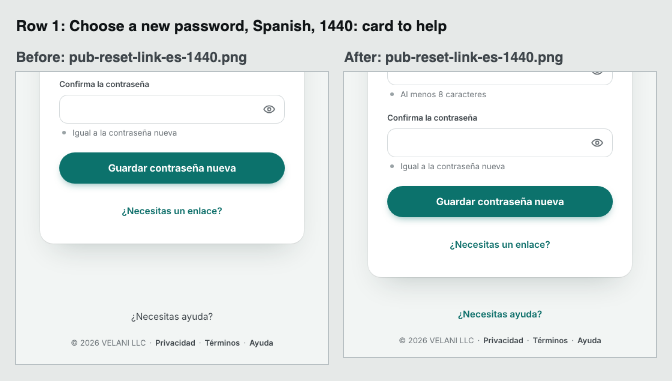 Row 1: Choose a new password, Spanish, 1440: card to help
Before: pub-reset-link-es-1440.png
Confirma la contraseña
Igual a la contraseña nueva
Guardar contraseña nueva
¿Necesitas un enlace?
¿Necesitas ayuda?
© 2026 VELANI LLC · Privacidad · Términos · Ayuda
After: pub-reset-link-es-1440.png
Al menos 8 caracteres
Confirma la contraseña
Igual a la contraseña nueva
Guardar contraseña nueva
¿Necesitas un enlace?
¿Necesitas ayuda?
© 2026 VELANI LLC · Privacidad · Términos · Ayuda